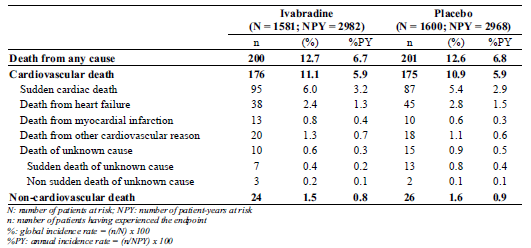 Ivabradine Placebo
(N = 1581; NPY = 2982) (N = 1600; NPY = 2968)
n (%) %PY n (%) %PY
Death from any cause 200 12.7 6.7 201 12.6 6.8
Cardiovascular death 176 11.1 5.9 175 10.9 5.9
Sudden cardiac death 95 6.0 3.2 87 5.4 2.9
Death from heart failure 38 2.4 1.3 45 2.8 1.5
Death from myocardial infarction 13 0.8 0.4 10 0.6 0.3
Death from other cardiovascular reason 20 1.3 0.7 18 1.1 0.6
Death of unknown cause 10 0.6 0.3 15 0.9 0.5
Sudden death of unknown cause 7 0.4 0.2 13 0.8 0.4
Non sudden death of unknown cause 3 0.2 0.1 2 0.1 0.1
Non-cardiovascular death 24 1.5 0.8 26 1.6 0.9
N: number of patients at risk; NPY: number of patient-years at risk
n: number of patients having experienced the endpoint
%: global incidence rate = (n/N) x 100
%PY: annual incidence rate = (n/NPY) x 100